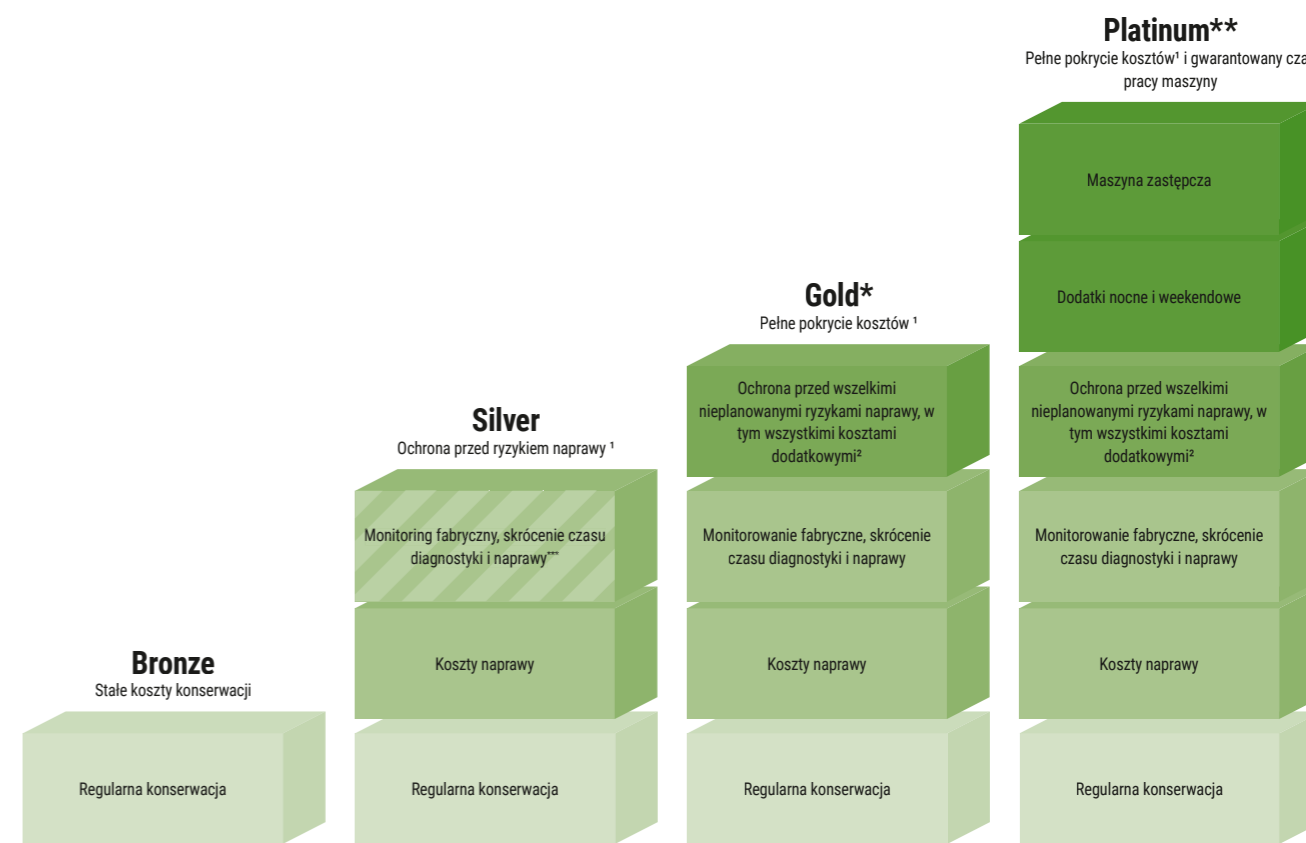 Platinum**
Pełne pokrycie kosztów¹ i gwarantowany
pracy maszyny
Maszyna zastępcza
Dodatki nocne i weekendowe
Ochrona przed wszelkimi
nieplanowanymi ryzykami naprawy, w
tym wszystkimi kosztami
dodatkowymi²
Monitorowanie fabryczne, skrócenie
czasu diagnostyki i naprawy
Koszty naprawy
Regularna konserwacja
Gold*
Pełne pokrycie kosztów ¹
Ochrona przed wszelkimi
nieplanowanymi ryzykami naprawy, w
tym wszystkimi kosztami
dodatkowymi²
Monitorowanie fabryczne, skrócenie
czasu diagnostyki i naprawy
Koszty naprawy
Regularna konserwacja
Silver
Ochrona przed ryzykiem naprawy ¹
Monitoring fabryczny, skrócenie czasu
diagnostyki i naprawy***
Koszty naprawy
Regularna konserwacja
Bronze
Stałe koszty konserwacji
Regularna konserwacja